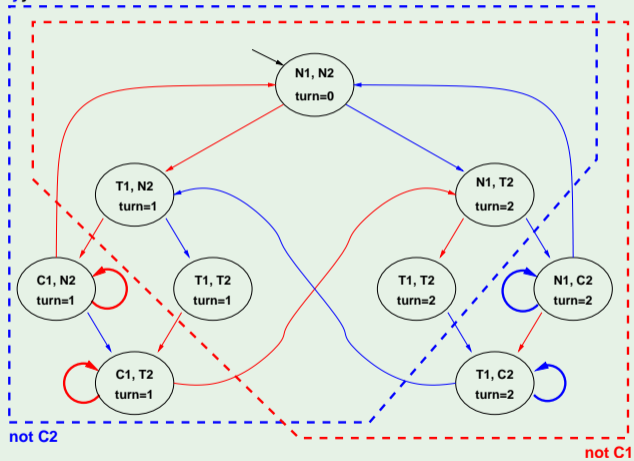 N1, N2
turn=0
T1, N2
turn=1
N1, T2
turn=2
C1, N2
turn=1
T1, T2
turn=1
T1, T2
turn=2
N1, C2
turn=2
C1, T2
turn=1
T1, C2
turn=2
not C2
not C1